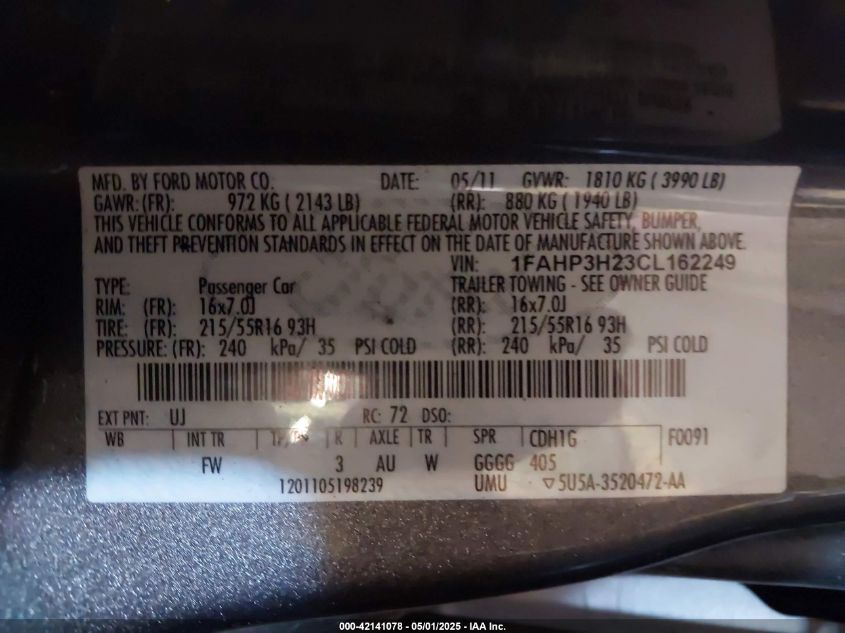 MFD. BY FORD MOTOR CO. DATE: 05/11 GVWR: 1810 KG ( 3990 LB)
GAWR: (FR): 972 KG ( 2143 LB) (RR): 880 KG ( 1940 LB)
THIS VEHICLE CONFORMS TO ALL APPLICABLE FEDERAL MOTOR VEHICLE SAFETY, BUMPER,
AND THEFT PREVENTION STANDARDS IN EFFECT ON THE DATE OF MANUFACTURE SHOWN ABOVE.
VIN: 1FAHP3H23CL162249
TYPE: Passenger Car TRAILER TOWING - SEE OWNER GUIDE
RIM: (FR): 16x7.0J (RR): 16x7.0J
TIRE: (FR): 215/55R16 93H (RR): 215/55R16 93H
PRESSURE: (FR): 240 kPa/ 35 PSI COLD (RR): 240 kPa/ 35 PSI COLD
EXT PNT: UJ RC: 72 DSO:
WB INT TR R AXLE TR SPR CDH1G F0091
FW 3 AU W GGGG 405
1201105198239 UMU ▽5U5A-3520472-AA
000-42141078 - 05/01/2025 - IAA Inc.